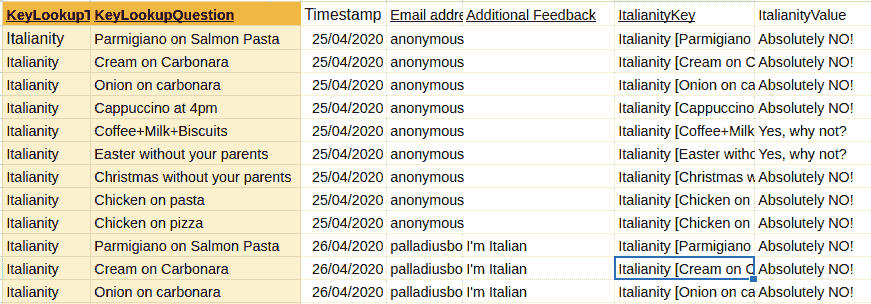 KeyLookupT KeyLookupQuestion Timestamp Email addre Additional Feedback ItalianityKey ItalianityValue
Italianity Parmigiano on Salmon Pasta 25/04/2020 anonymous Italianity [Parmigiano Absolutely NO!
Italianity Cream on Carbonara 25/04/2020 anonymous Italianity [Cream on C Absolutely NO!
Italianity Onion on carbonara 25/04/2020 anonymous Italianity [Onion on ca Absolutely NO!
Italianity Cappuccino at 4pm 25/04/2020 anonymous Italianity [Cappuccino Absolutely NO!
Italianity Coffee+Milk+Biscuits 25/04/2020 anonymous Italianity [Coffee+Milk Yes, why not?
Italianity Easter without your parents 25/04/2020 anonymous Italianity [Easter witho Yes, why not?
Italianity Christmas without your parents 25/04/2020 anonymous Italianity [Christmas w Absolutely NO!
Italianity Chicken on pasta 25/04/2020 anonymous Italianity [Chicken on Absolutely NO!
Italianity Chicken on pizza 25/04/2020 anonymous Italianity [Chicken on Absolutely NO!
Italianity Parmigiano on Salmon Pasta 26/04/2020 palladiusbo I'm Italian Italianity [Parmigiano Absolutely NO!
Italianity Cream on Carbonara 26/04/2020 palladiusbo I'm Italian Italianity [Cream on C Absolutely NO!
Italianity Onion on carbonara 26/04/2020 palladiusbo I'm Italian Italianity [Onion on ca Absolutely NO!